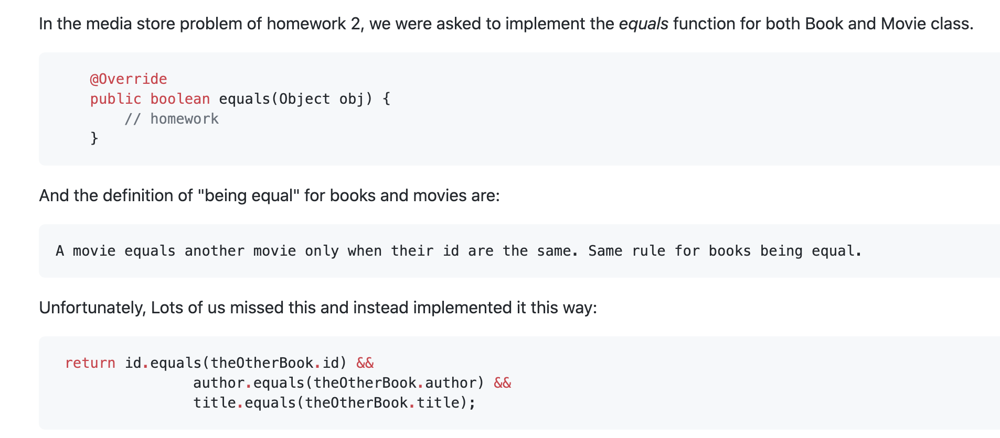 In the media store problem of homework 2, we were asked to implement the equals function for both Book and Movie class.
@Override
public boolean equals(Object obj) {
// homework
}
And the definition of "being equal" for books and movies are:
A movie equals another movie only when their id are the same. Same rule for books being equal.
Unfortunately, Lots of us missed this and instead implemented it this way:
return id.equals(theOtherBook.id) &&
author.equals(theOtherBook.author) &&
title.equals(theOtherBook.title);